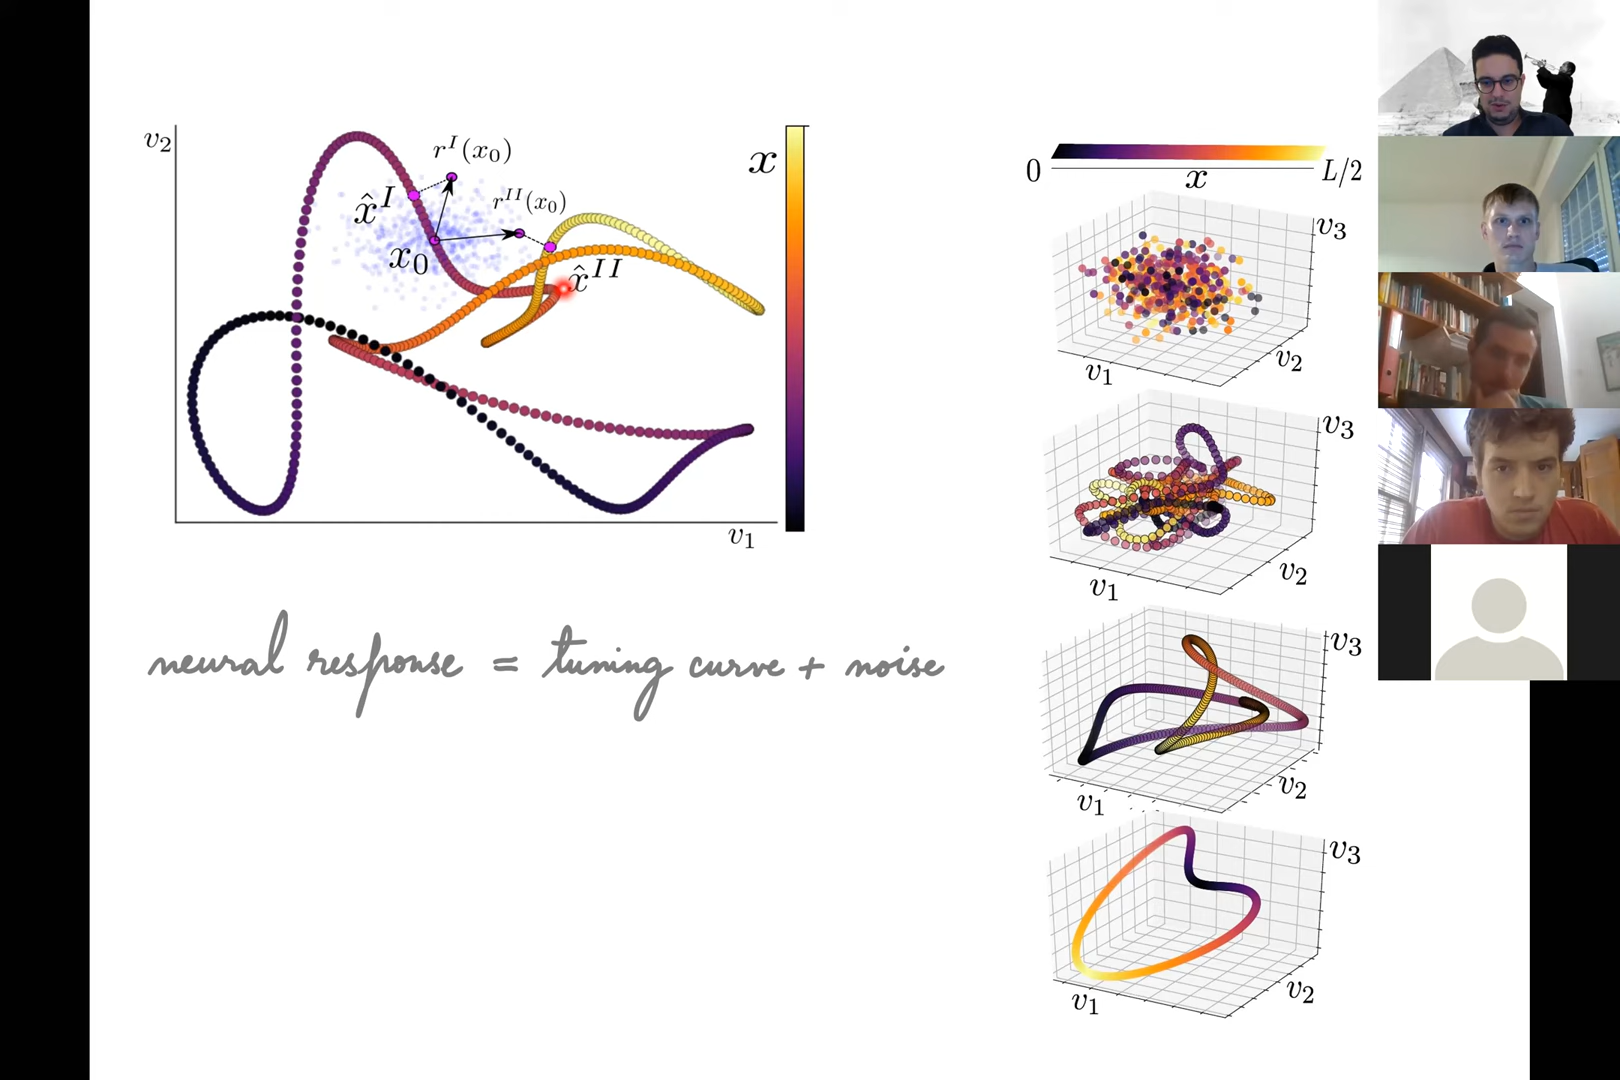 v₂
r^I(x₀)
x
r^{II}(x₀)
x̂^I
x₀
x̂^{II}
v₁
neural response = tuning curve + noise
0
x
L/2
v₃
v₂
v₁
v₃
v₂
v₁
v₃
v₂
v₁
v₃
v₂
v₁